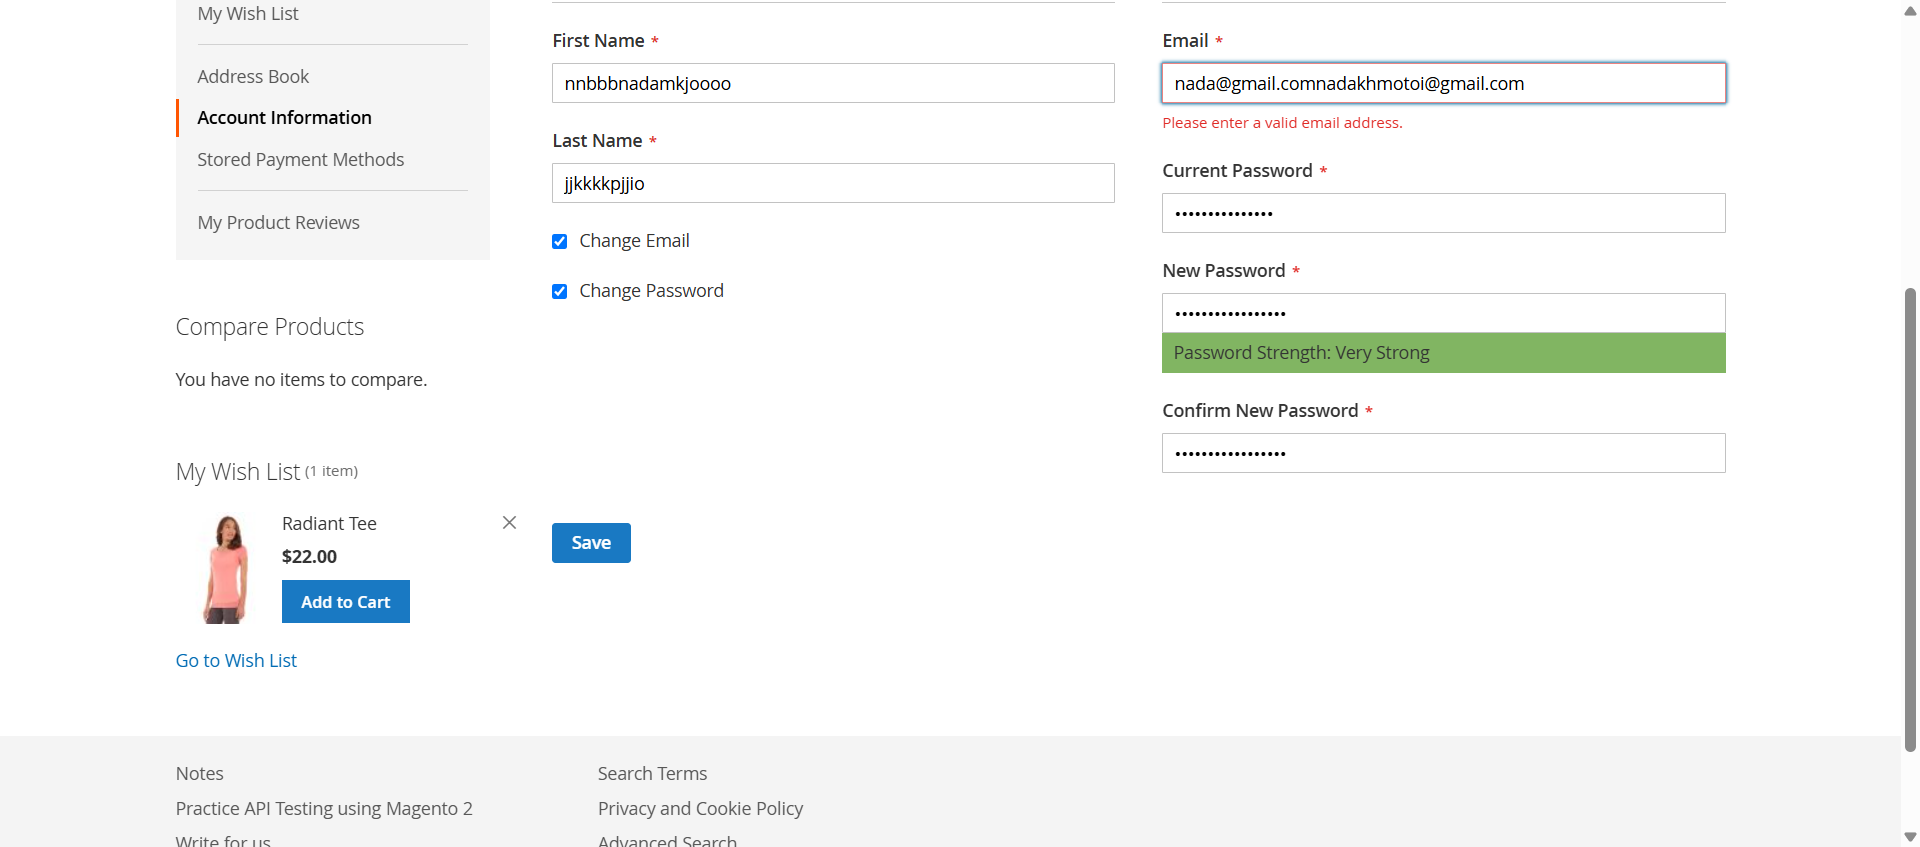 My Wish List
Address Book
Account Information
Stored Payment Methods
My Product Reviews
Compare Products
You have no items to compare.
My Wish List (1 item)
Radiant Tee
$22.00
Add to Cart
Go to Wish List
First Name *
nnbbbnadamkjoooo
Last Name *
jjkkkkpjjio
Change Email
Change Password
Save
Email *
nada@gmail.comnadakhmotoi@gmail.com
Please enter a valid email address.
Current Password *
•••••••••••••••
New Password *
•••••••••••••••••
Password Strength: Very Strong
Confirm New Password *
•••••••••••••••••
Notes
Practice API Testing using Magento 2
Write for us
Search Terms
Privacy and Cookie Policy
Advanced Search